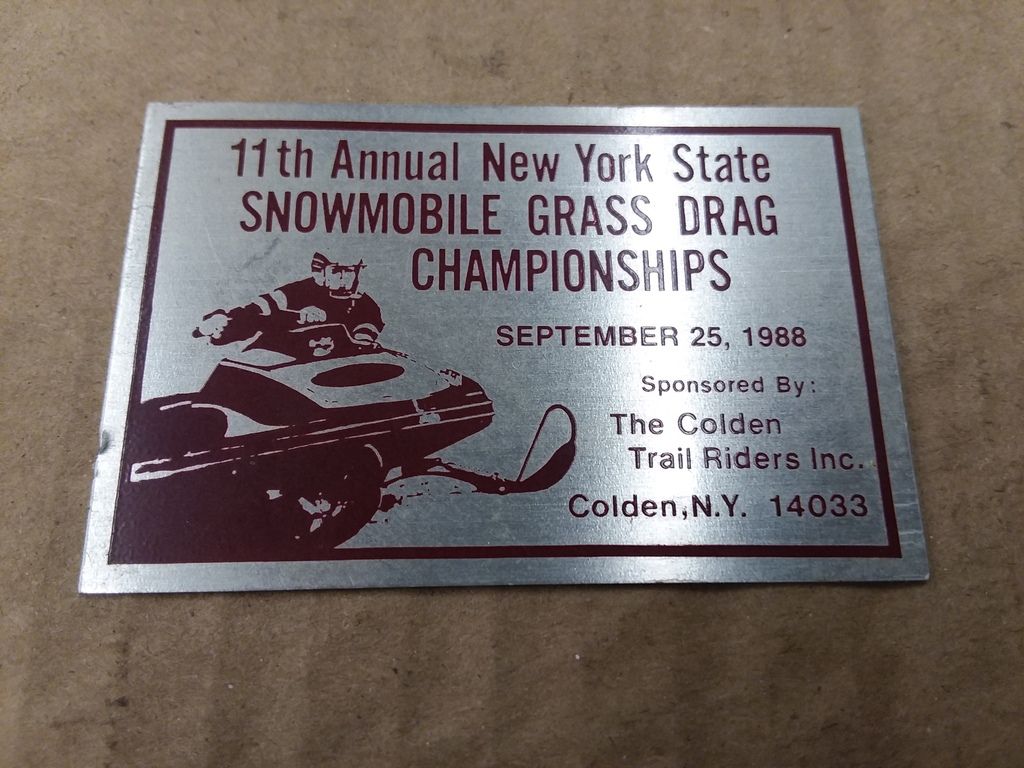 11th Annual New York State
SNOWMOBILE GRASS DRAG
CHAMPIONSHIPS
SEPTEMBER 25, 1988
Sponsored By:
The Colden
Trail Riders Inc.
Colden,N.Y. 14033